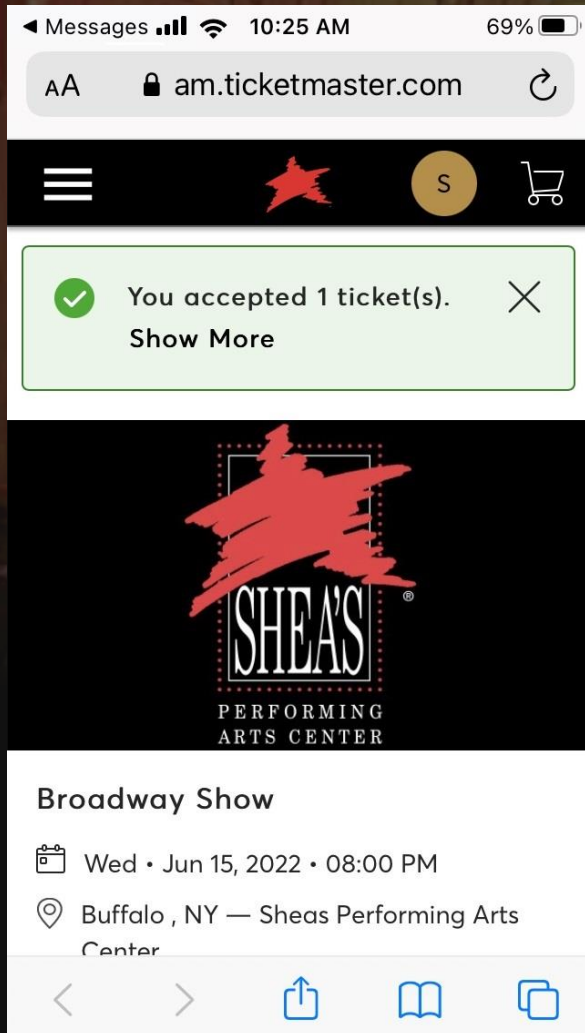 ◀ Messages 10:25 AM 69%
AA am.ticketmaster.com
S
You accepted 1 ticket(s).
Show More
SHEA'S
®
PERFORMING
ARTS CENTER
Broadway Show
Wed • Jun 15, 2022 • 08:00 PM
Buffalo , NY — Sheas Performing Arts
Center